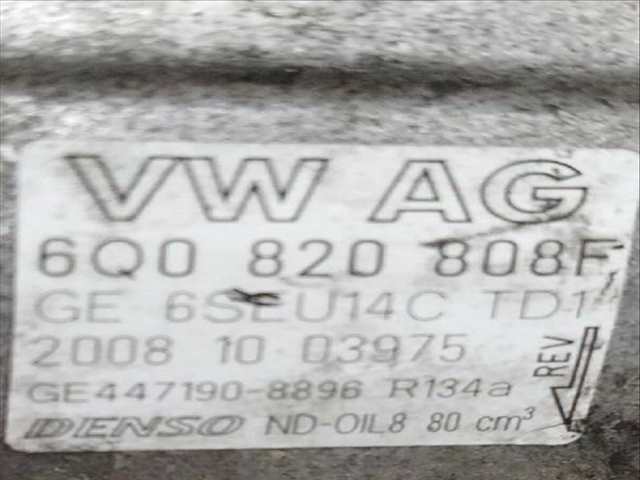 VW AG
6Q0 820 808F
GE 6SEU14C TD1
2008 10 03975
REV
GE447190-8896 R134a
DENSO ND-OIL8 80 cm³